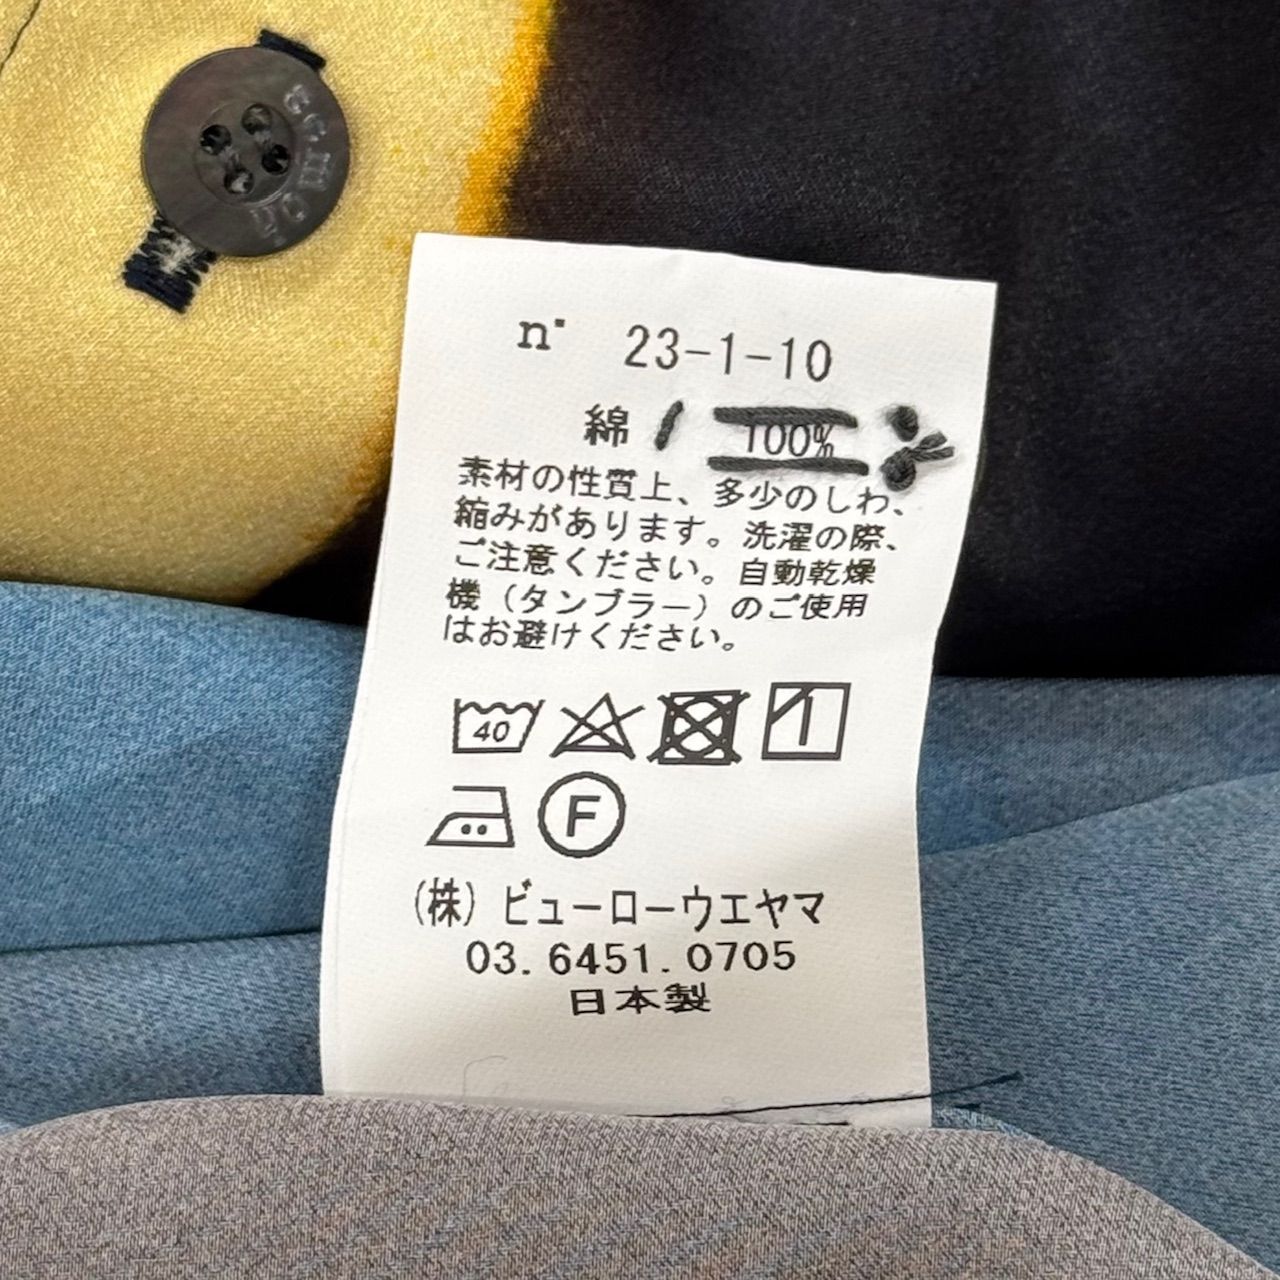 n° 23-1-10
綿 100%
素材の性質上、多少のしわ、
縮みがあります。洗濯の際、
ご注意ください。自動乾燥
機（タンブラー）のご使用
はお避けください。
40
F
(株) ビューローウエヤマ
03.6451.0705
日本製